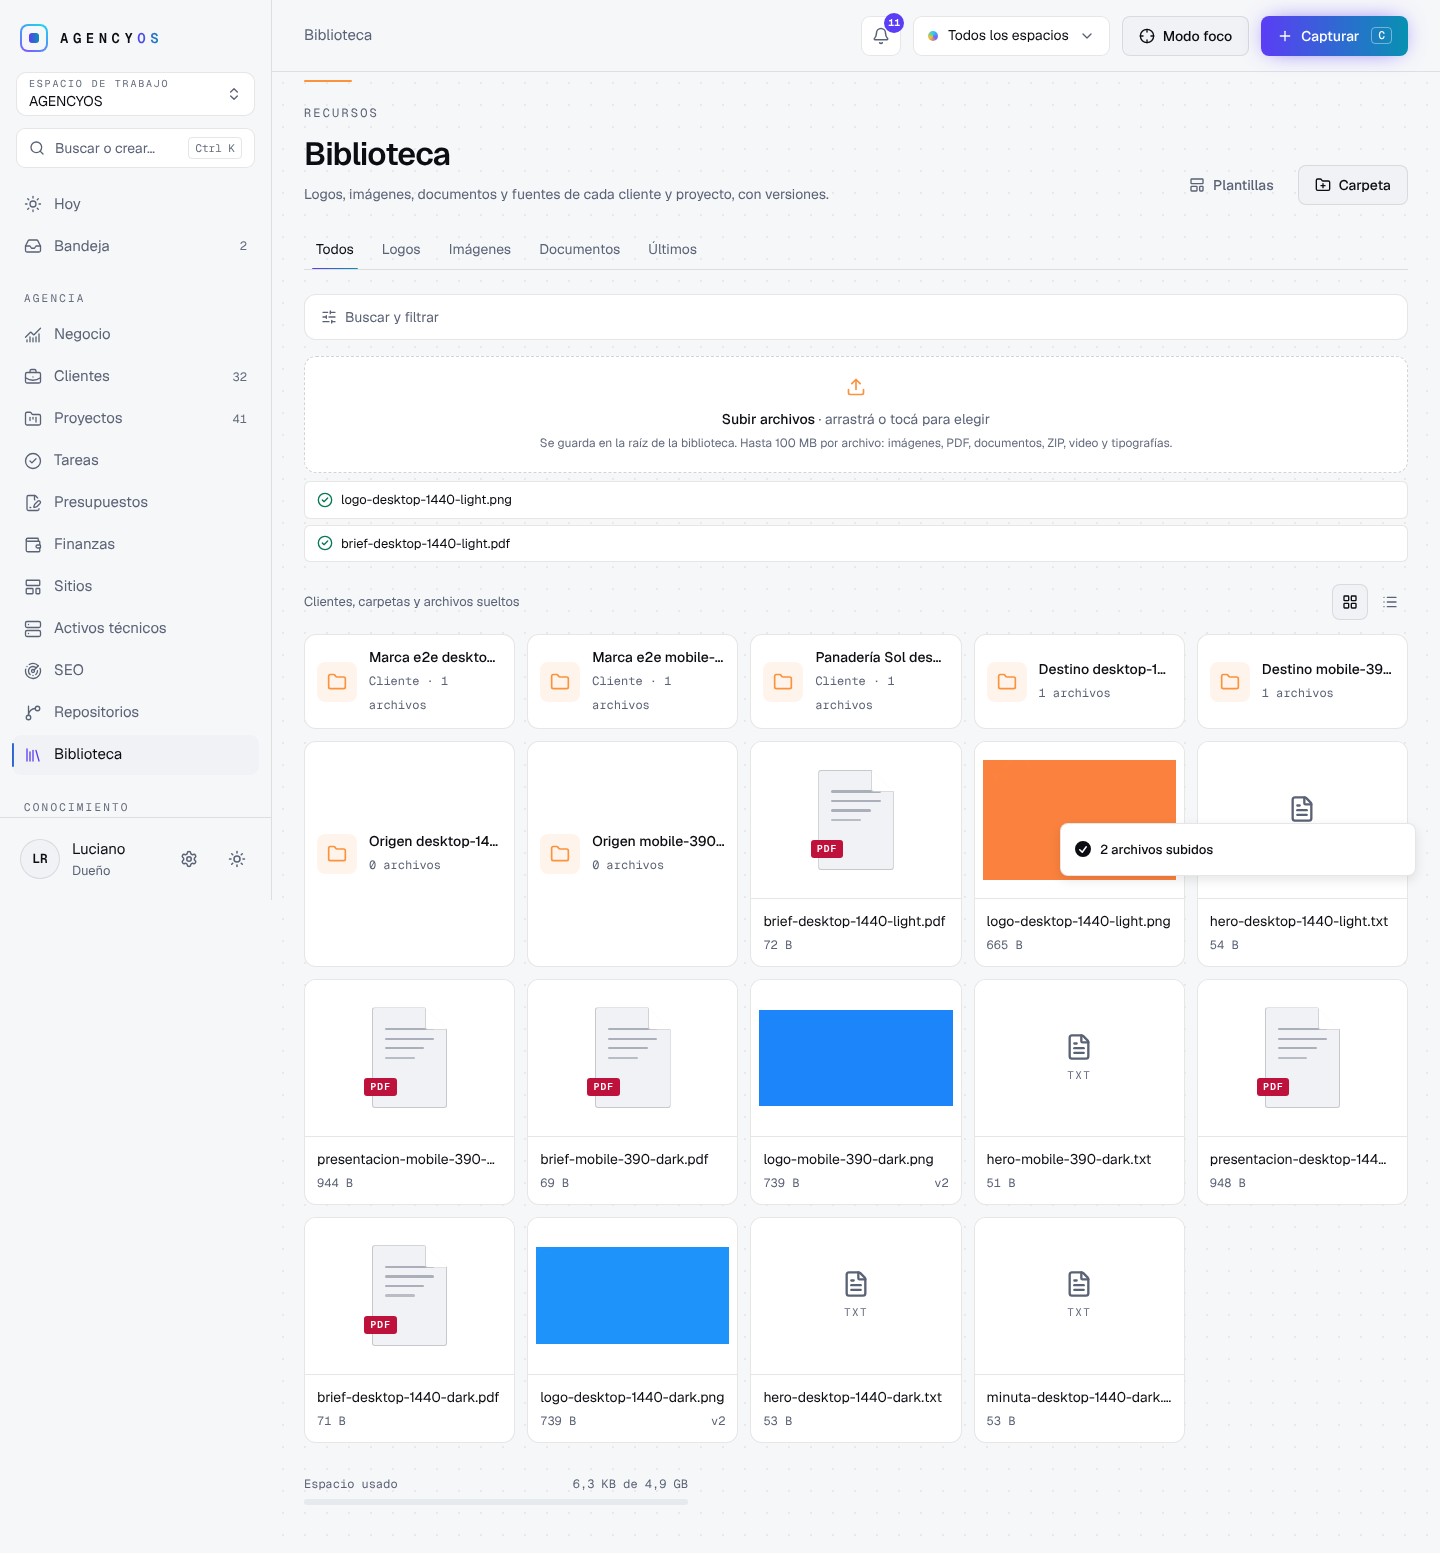 AGENCYOS
ESPACIO DE TRABAJO
AGENCYOS
Buscar o crear...
Ctrl K
Hoy
Bandeja
2
AGENCIA
Negocio
Clientes
32
Proyectos
41
Tareas
Presupuestos
Finanzas
Sitios
Activos técnicos
SEO
Repositorios
Biblioteca
CONOCIMIENTO
LR
Luciano
Dueño
Biblioteca
11
Todos los espacios
Modo foco
Capturar
C
RECURSOS
Biblioteca
Logos, imágenes, documentos y fuentes de cada cliente y proyecto, con versiones.
Plantillas
Carpeta
Todos
Logos
Imágenes
Documentos
Últimos
Buscar y filtrar
Subir archivos · arrastrá o tocá para elegir
Se guarda en la raíz de la biblioteca. Hasta 100 MB por archivo: imágenes, PDF, documentos, ZIP, video y tipografías.
logo-desktop-1440-light.png
brief-desktop-1440-light.pdf
Clientes, carpetas y archivos sueltos
Marca e2e deskto...
Cliente · 1
archivos
Marca e2e mobile-...
Cliente · 1
archivos
Panadería Sol des...
Cliente · 1
archivos
Destino desktop-1...
1 archivos
Destino mobile-39...
1 archivos
Origen desktop-14...
0 archivos
Origen mobile-390...
0 archivos
PDF
brief-desktop-1440-light.pdf
72 B
logo-desktop-1440-light.png
665 B
hero-desktop-1440-light.txt
54 B
2 archivos subidos
PDF
presentacion-mobile-390-...
944 B
PDF
brief-mobile-390-dark.pdf
69 B
logo-mobile-390-dark.png
739 B
v2
TXT
hero-mobile-390-dark.txt
51 B
PDF
presentacion-desktop-144...
948 B
PDF
brief-desktop-1440-dark.pdf
71 B
logo-desktop-1440-dark.png
739 B
v2
TXT
hero-desktop-1440-dark.txt
53 B
TXT
minuta-desktop-1440-dark....
53 B
Espacio usado
6,3 KB de 4,9 GB